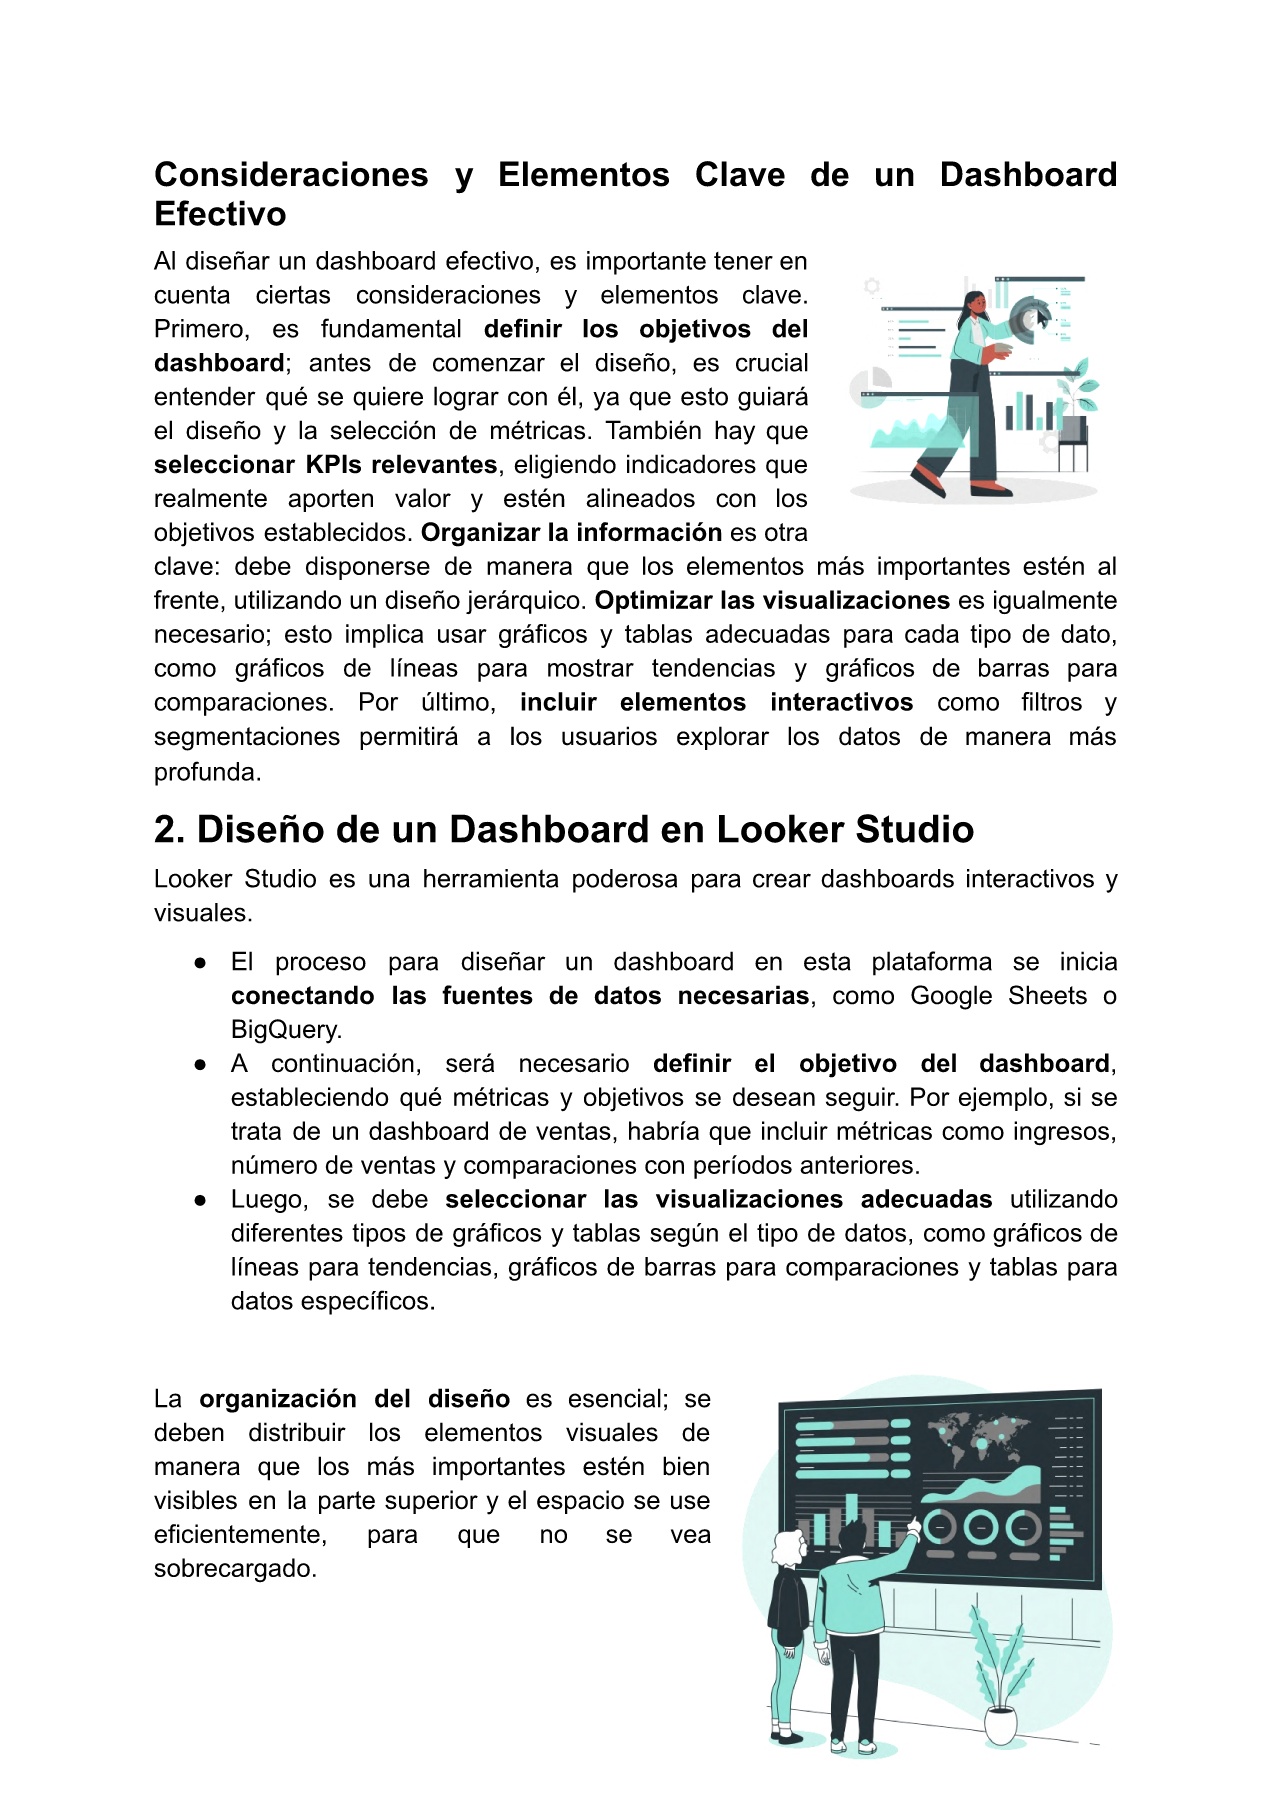 Consideraciones y Elementos Clave de un Dashboard
Efectivo
Al diseñar un dashboard efectivo, es importante tener en
cuenta ciertas consideraciones y elementos clave.
Primero, es fundamental definir los objetivos del
dashboard; antes de comenzar el diseño, es crucial
entender qué se quiere lograr con él, ya que esto guiará
el diseño y la selección de métricas. También hay que
seleccionar KPIs relevantes, eligiendo indicadores que
realmente aporten valor y estén alineados con los
objetivos establecidos. Organizar la información es otra
clave: debe disponerse de manera que los elementos más importantes estén al
frente, utilizando un diseño jerárquico. Optimizar las visualizaciones es igualmente
necesario; esto implica usar gráficos y tablas adecuadas para cada tipo de dato,
como gráficos de líneas para mostrar tendencias y gráficos de barras para
comparaciones. Por último, incluir elementos interactivos como filtros y
segmentaciones permitirá a los usuarios explorar los datos de manera más
profunda.
2. Diseño de un Dashboard en Looker Studio
Looker Studio es una herramienta poderosa para crear dashboards interactivos y
visuales.
● El proceso para diseñar un dashboard en esta plataforma se inicia
conectando las fuentes de datos necesarias, como Google Sheets o
BigQuery.
● A continuación, será necesario definir el objetivo del dashboard,
estableciendo qué métricas y objetivos se desean seguir. Por ejemplo, si se
trata de un dashboard de ventas, habría que incluir métricas como ingresos,
número de ventas y comparaciones con períodos anteriores.
● Luego, se debe seleccionar las visualizaciones adecuadas utilizando
diferentes tipos de gráficos y tablas según el tipo de datos, como gráficos de
líneas para tendencias, gráficos de barras para comparaciones y tablas para
datos específicos.
La organización del diseño es esencial; se
deben distribuir los elementos visuales de
manera que los más importantes estén bien
visibles en la parte superior y el espacio se use
eficientemente, para que no se vea
sobrecargado.